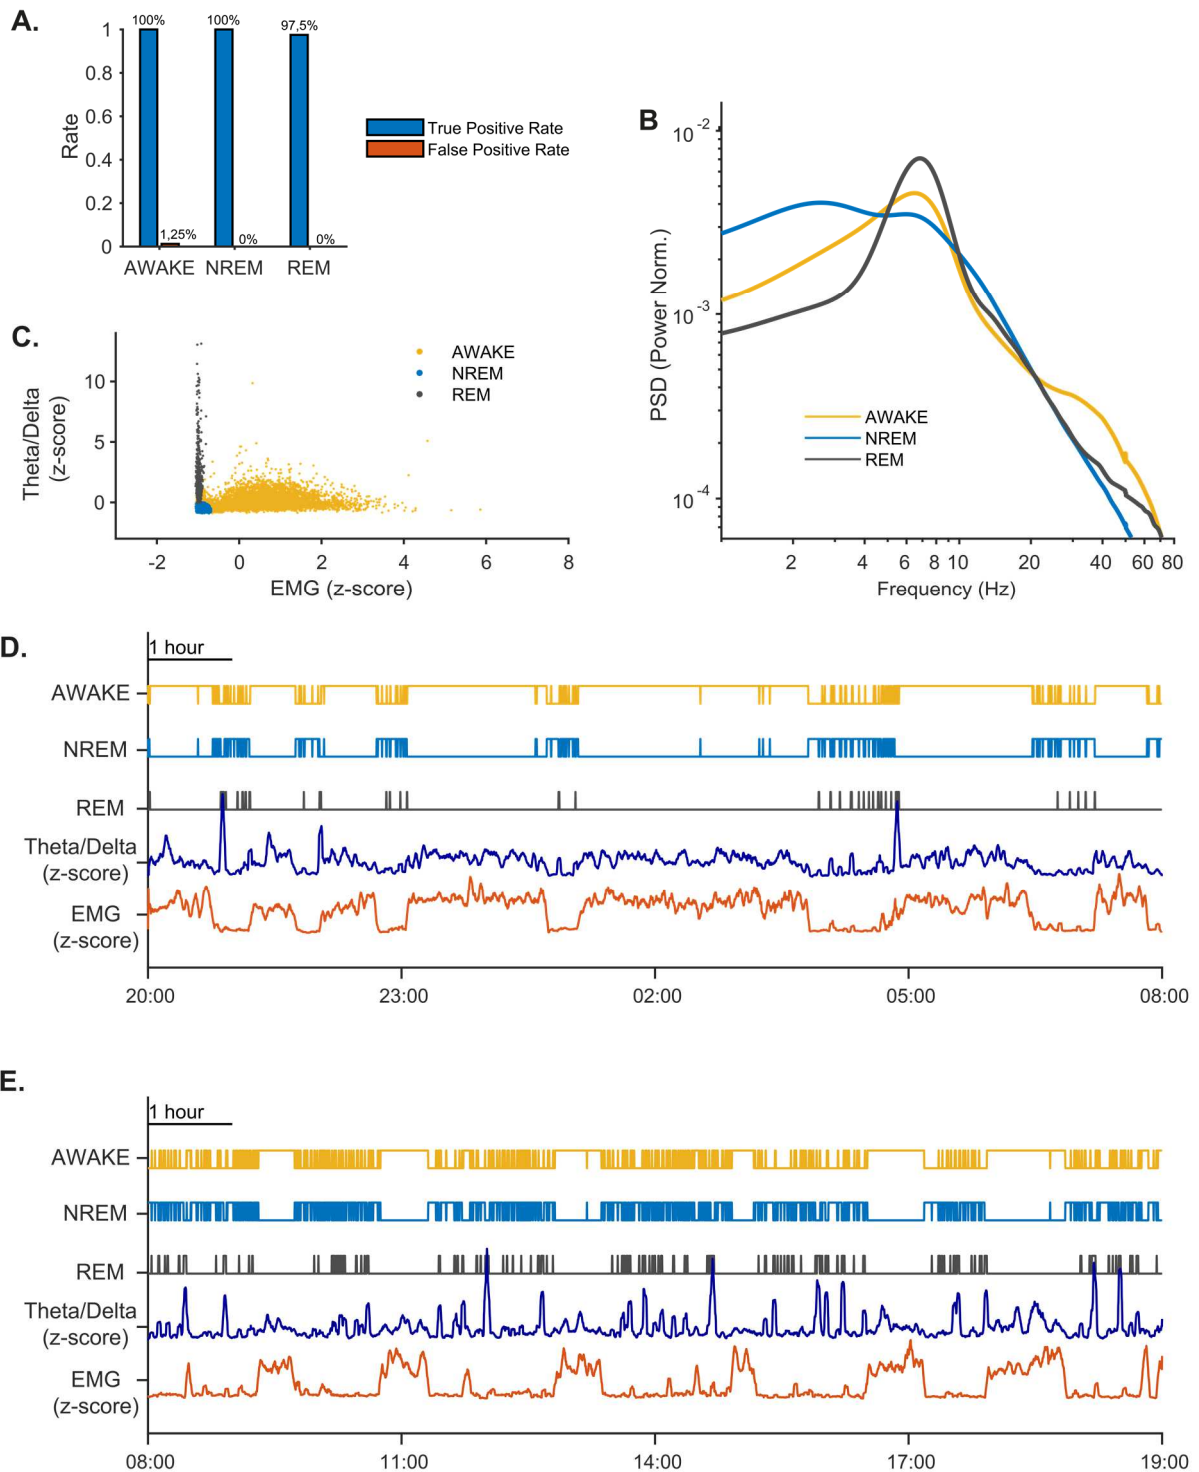 A.
100%
100%
97,5%
1
0.8
0.6
0.4
0.2
0
Rate
1,25%
0%
0%
AWAKE
NREM
REM
True Positive Rate
False Positive Rate
B
10-2
10-3
10-4
PSD (Power Norm.)
AWAKE
NREM
REM
2
4
6
8
10
20
40
60
80
Frequency (Hz)
C.
10
5
0
Theta/Delta
(z-score)
AWAKE
NREM
REM
-2
0
2
4
6
8
EMG (z-score)
D.
1 hour
AWAKE
NREM
REM
Theta/Delta
(z-score)
EMG
(z-score)
20:00
23:00
02:00
05:00
08:00
E.
1 hour
AWAKE
NREM
REM
Theta/Delta
(z-score)
EMG
(z-score)
08:00
11:00
14:00
17:00
19:00